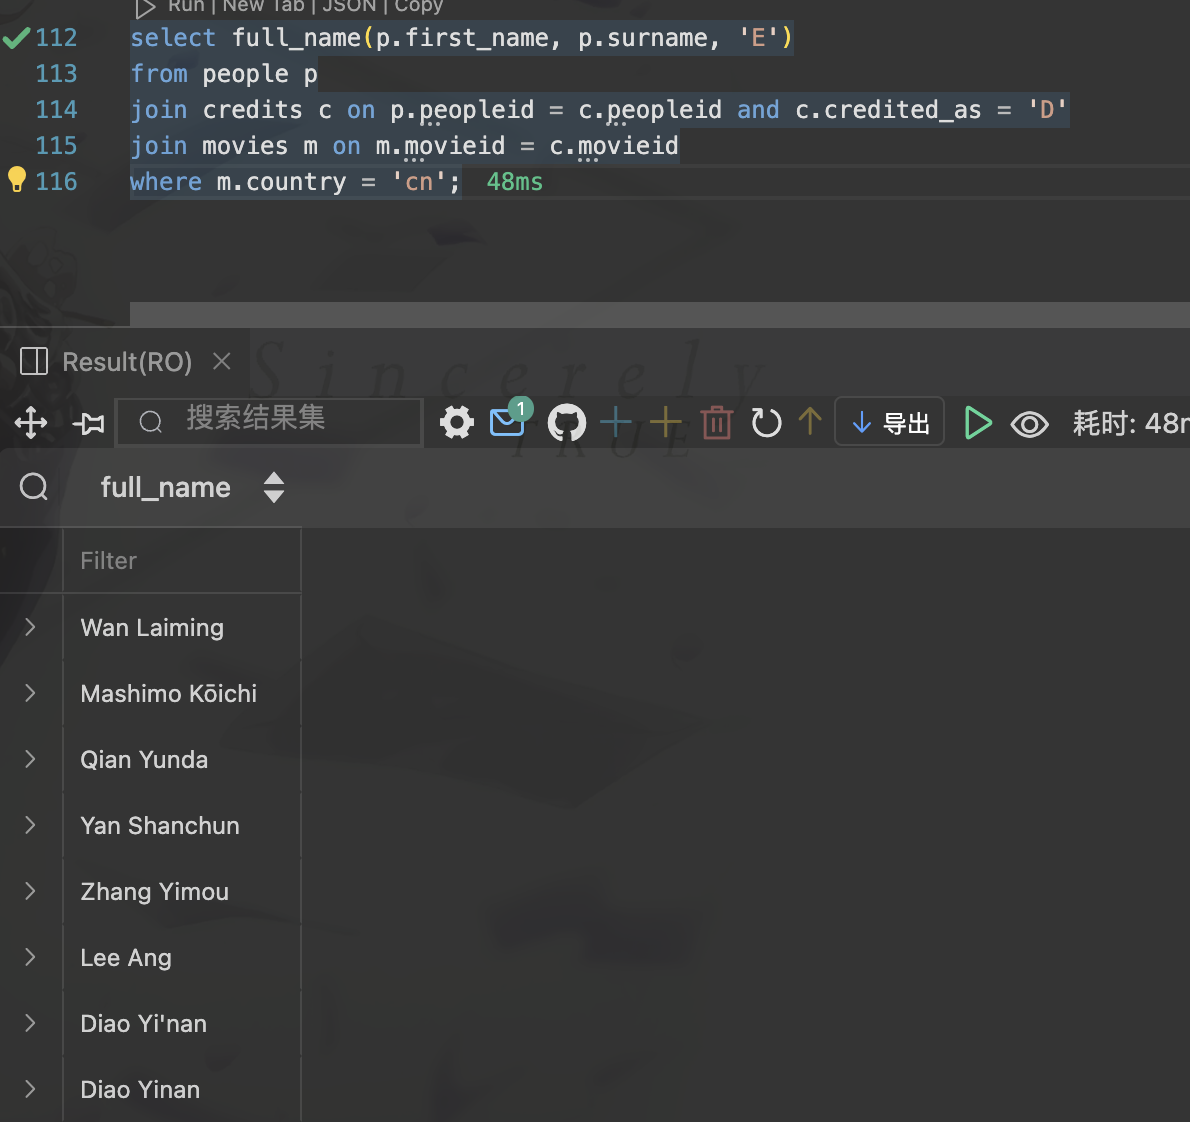 Run | New Tab | JSON | Copy
112 select full_name(p.first_name, p.surname, 'E')
113 from people p
114 join credits c on p.peopleid = c.peopleid and c.credited_as = 'D'
115 join movies m on m.movieid = c.movieid
116 where m.country = 'cn'; 48ms
Sincerely
Result(RO)
搜索结果集 1 导出 耗时: 48
TRUE
full_name
Filter
Wan Laiming
Mashimo Kōichi
Qian Yunda
Yan Shanchun
Zhang Yimou
Lee Ang
Diao Yi'nan
Diao Yinan